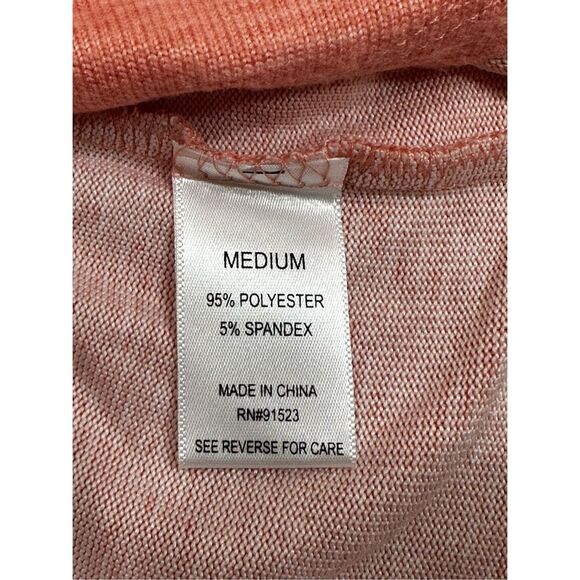 MEDIUM
95% POLYESTER
5% SPANDEX
MADE IN CHINA
RN#91523
SEE REVERSE FOR CARE